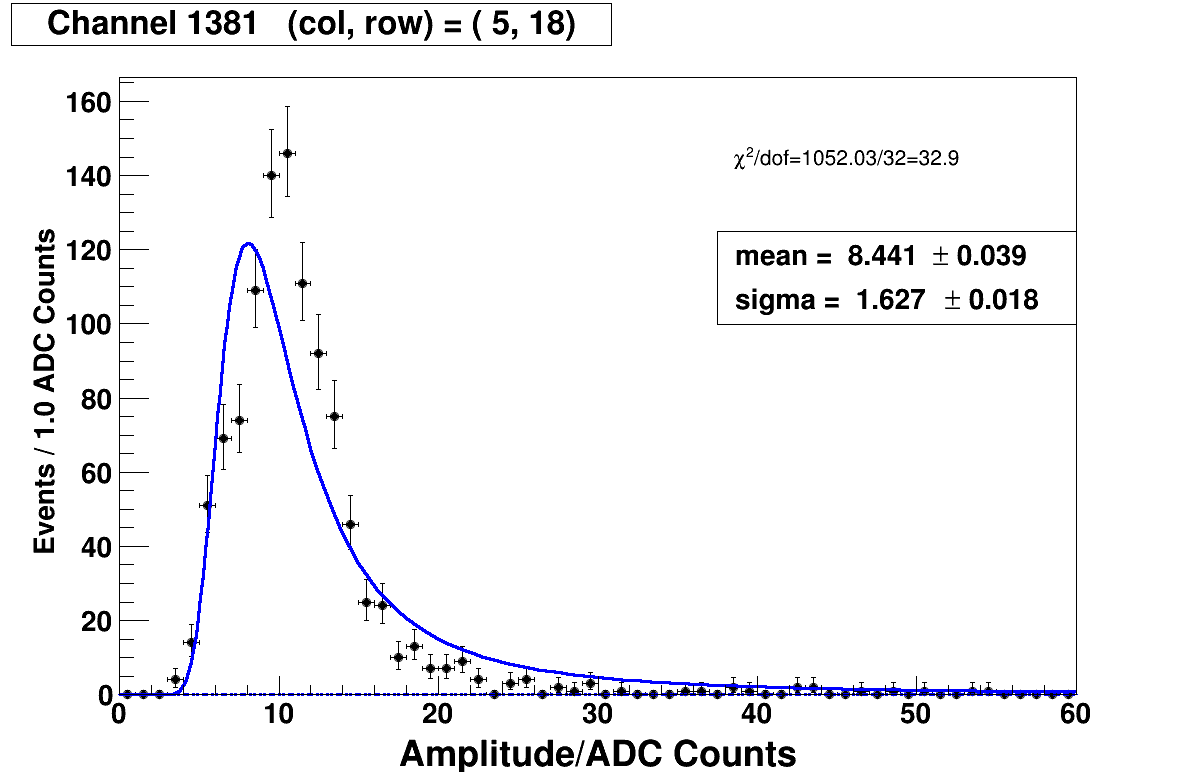 Channel 1381 (col, row) = ( 5, 18)
160
140
120
100
80
60
40
20
0
Events / 1.0 ADC Counts
χ²/dof=1052.03/32=32.9
mean = 8.441 ± 0.039
sigma = 1.627 ± 0.018
0 10 20 30 40 50 60
Amplitude/ADC Counts